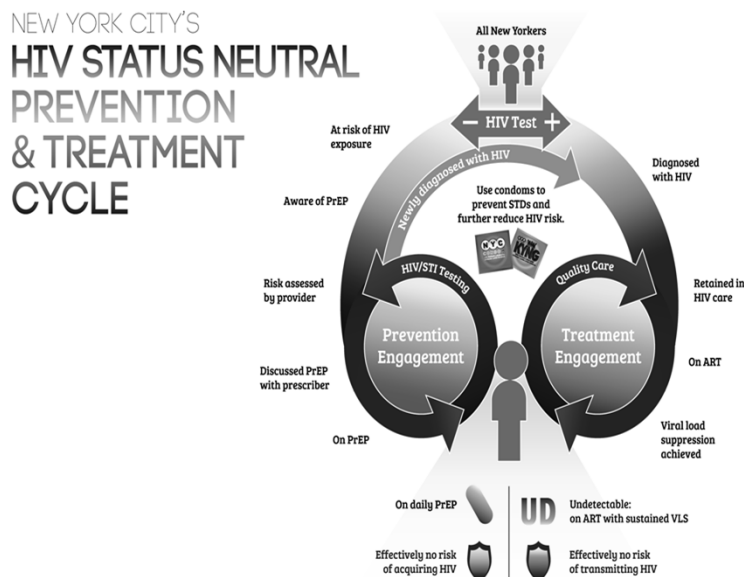 NEW YORK CITY'S
HIV STATUS NEUTRAL
PREVENTION
& TREATMENT
CYCLE
All New Yorkers
− HIV Test +
At risk of HIV
exposure
Aware of PrEP
Risk assessed
by provider
Discussed PrEP
with prescriber
On PrEP
Newly diagnosed with HIV
Use condoms to
prevent STDs and
further reduce HIV risk.
NYC
KYNG
HIV/STI Testing
Prevention
Engagement
Quality Care
Treatment
Engagement
Diagnosed
with HIV
Retained in
HIV care
On ART
Viral load
suppression
achieved
On daily PrEP
Effectively no risk
of acquiring HIV
UD
Undetectable:
on ART with sustained VLS
Effectively no risk
of transmitting HIV